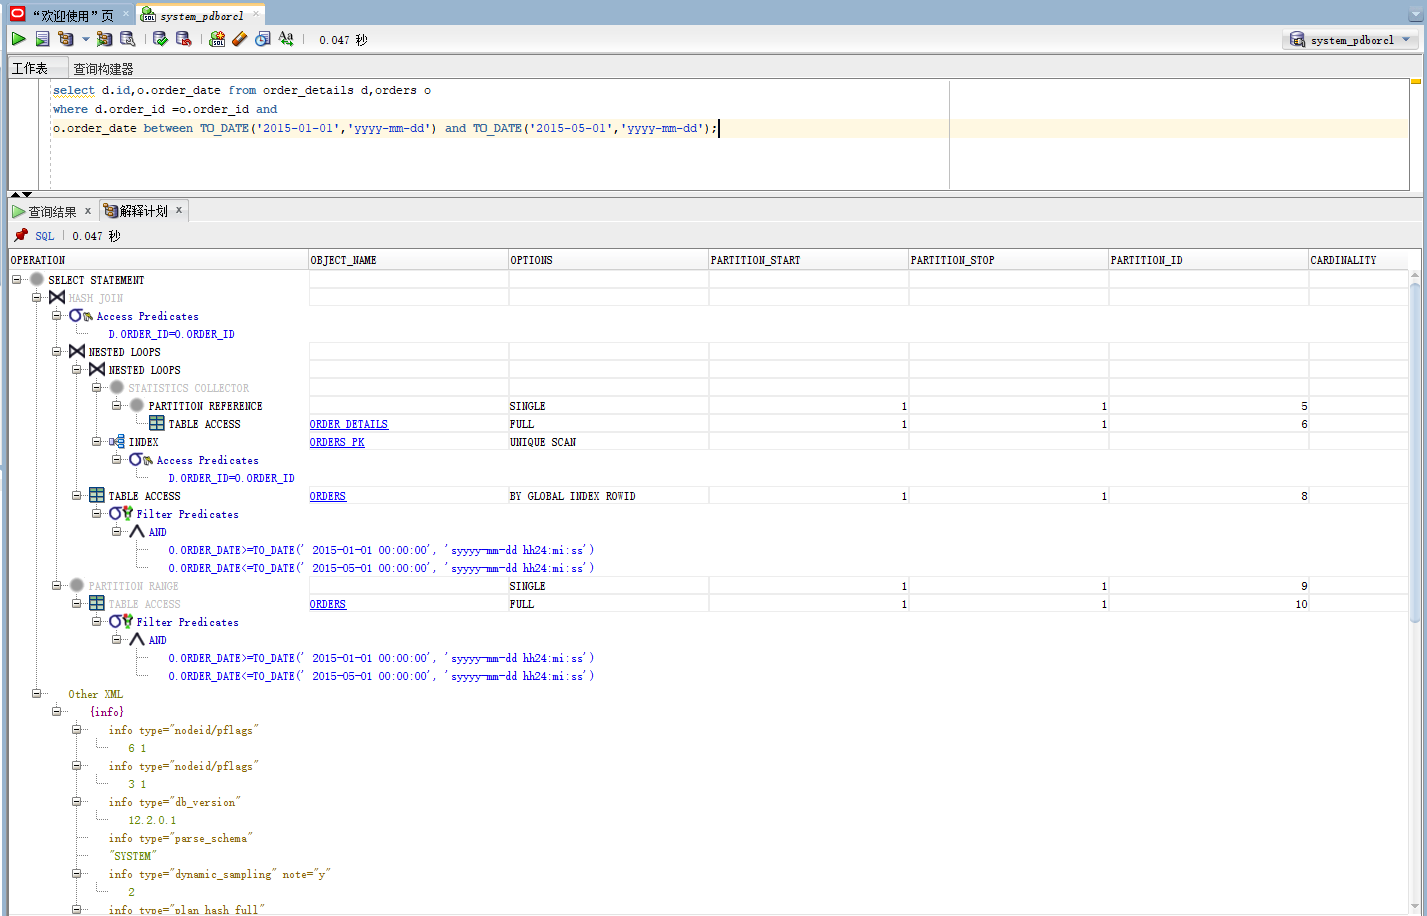 “欢迎使用”页
system_pdborcl
0.047 秒
system_pdborcl
工作表 查询构建器
select d.id,o.order_date from order_details d,orders o
where d.order_id =o.order_id and
o.order_date between TO_DATE('2015-01-01','yyyy-mm-dd') and TO_DATE('2015-05-01','yyyy-mm-dd');
查询结果 x 解释计划 x
SQL | 0.047 秒
OPERATION OBJECT_NAME OPTIONS PARTITION_START PARTITION_STOP PARTITION_ID CARDINALITY
SELECT STATEMENT
HASH JOIN
Access Predicates
D.ORDER_ID=O.ORDER_ID
NESTED LOOPS
NESTED LOOPS
STATISTICS COLLECTOR
PARTITION REFERENCE SINGLE 1 1 5
TABLE ACCESS ORDER_DETAILS FULL 1 1 6
INDEX ORDERS_PK UNIQUE SCAN
Access Predicates
D.ORDER_ID=O.ORDER_ID
TABLE ACCESS ORDERS BY GLOBAL INDEX ROWID 1 1 8
Filter Predicates
AND
O.ORDER_DATE>=TO_DATE(' 2015-01-01 00:00:00', 'syyyy-mm-dd hh24:mi:ss')
O.ORDER_DATE<=TO_DATE(' 2015-05-01 00:00:00', 'syyyy-mm-dd hh24:mi:ss')
PARTITION RANGE SINGLE 1 1 9
TABLE ACCESS ORDERS FULL 1 1 10
Filter Predicates
AND
O.ORDER_DATE>=TO_DATE(' 2015-01-01 00:00:00', 'syyyy-mm-dd hh24:mi:ss')
O.ORDER_DATE<=TO_DATE(' 2015-05-01 00:00:00', 'syyyy-mm-dd hh24:mi:ss')
Other XML
{info}
info type="nodeid/pflags"
6 1
info type="nodeid/pflags"
3 1
info type="db_version"
12.2.0.1
info type="parse_schema"
"SYSTEM"
info type="dynamic_sampling" note="y"
2
info type="plan_hash_full"